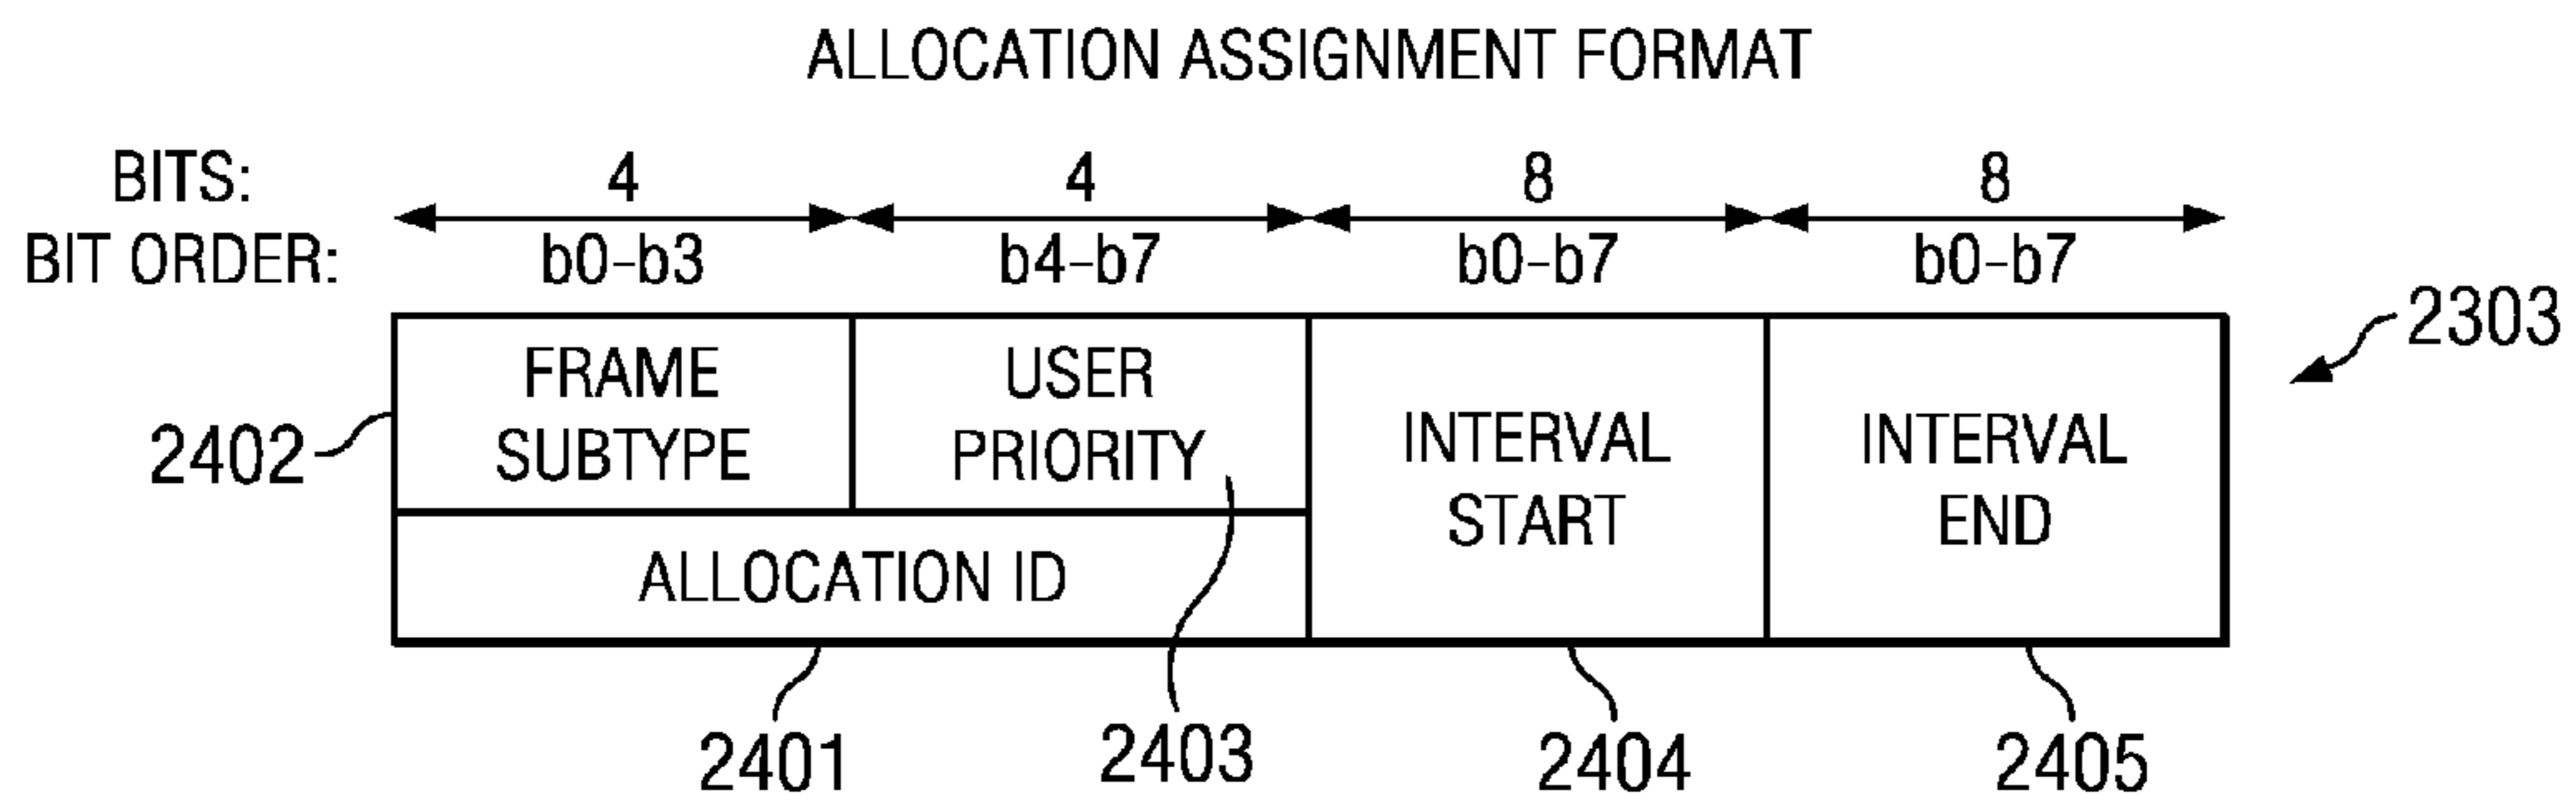 ALLOCATION ASSIGNMENT FORMAT
BITS: 4 4 8 8
BIT ORDER: b0-b3 b4-b7 b0-b7 b0-b7
2303
FRAME SUBTYPE
USER PRIORITY
INTERVAL START
INTERVAL END
2402
ALLOCATION ID
2401
2403
2404
2405